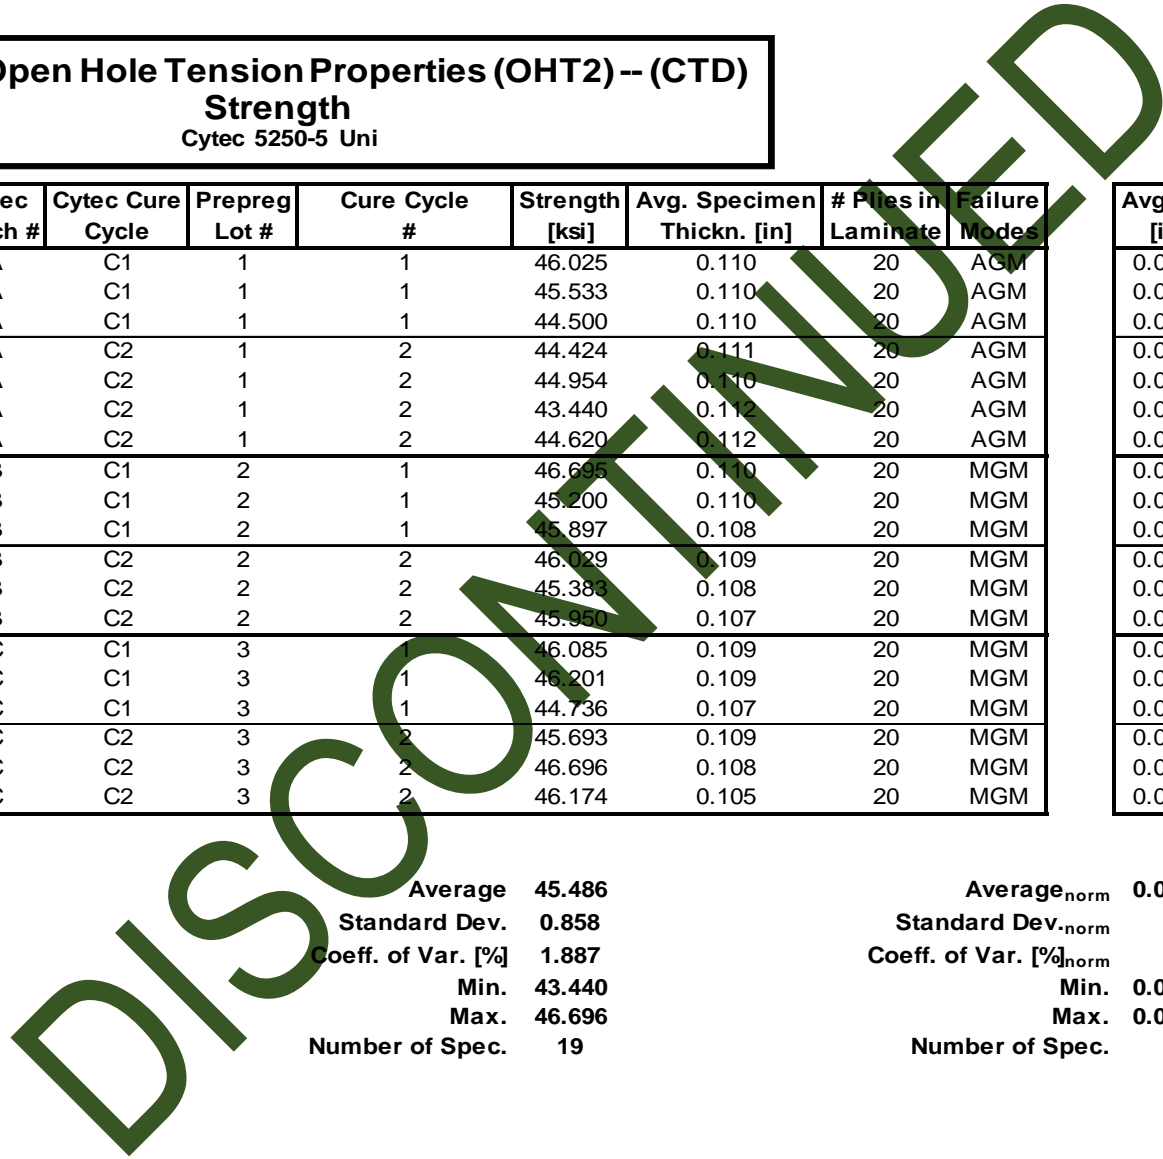 Open Hole Tension Properties (OHT2) -- (CTD)
Strength
Cytec 5250-5 Uni
Cytec Cure Prepreg Cure Cycle Strength Avg. Specimen # Plies in Failure
Cycle Lot # # [ksi] Thickn. [in] Laminate Modes
C1 1 1 46.025 0.110 20 AGM
C1 1 1 45.533 0.110 20 AGM
C1 1 1 44.500 0.110 20 AGM
C2 1 2 44.424 0.111 20 AGM
C2 1 2 44.954 0.110 20 AGM
C2 1 2 43.440 0.112 20 AGM
C2 1 2 44.620 0.112 20 AGM
C1 2 1 46.695 0.110 20 MGM
C1 2 1 45.200 0.110 20 MGM
C1 2 1 45.897 0.108 20 MGM
C2 2 2 46.029 0.109 20 MGM
C2 2 2 45.383 0.108 20 MGM
C2 2 2 45.950 0.107 20 MGM
C1 3 1 46.085 0.109 20 MGM
C1 3 1 46.201 0.109 20 MGM
C1 3 1 44.736 0.107 20 MGM
C2 3 2 45.693 0.109 20 MGM
C2 3 2 46.696 0.108 20 MGM
C2 3 2 46.174 0.105 20 MGM
Average 45.486 Average norm
Standard Dev. 0.858 Standard Dev. norm
Coeff. of Var. [%] 1.887 Coeff. of Var. [%] norm
Min. 43.440 Min.
Max. 46.696 Max.
Number of Spec. 19 Number of Spec.
DISCONTINUED